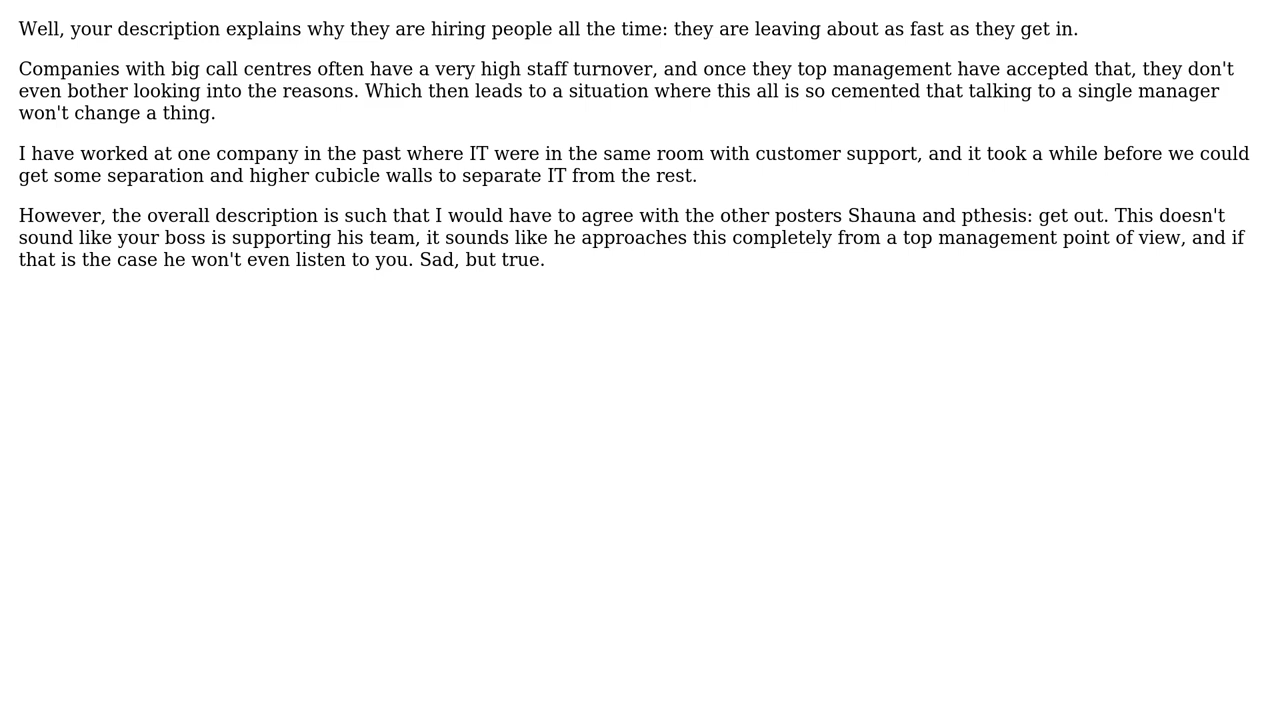 Well, your description explains why they are hiring people all the time: they are leaving about as fast as they get in.
Companies with big call centres often have a very high staff turnover, and once they top management have accepted that, they don't
even bother looking into the reasons. Which then leads to a situation where this all is so cemented that talking to a single manager
won't change a thing.
I have worked at one company in the past where IT were in the same room with customer support, and it took a while before we could
get some separation and higher cubicle walls to separate IT from the rest.
However, the overall description is such that I would have to agree with the other posters Shauna and pthesis: get out. This doesn't
sound like your boss is supporting his team, it sounds like he approaches this completely from a top management point of view, and if
that is the case he won't even listen to you. Sad, but true.